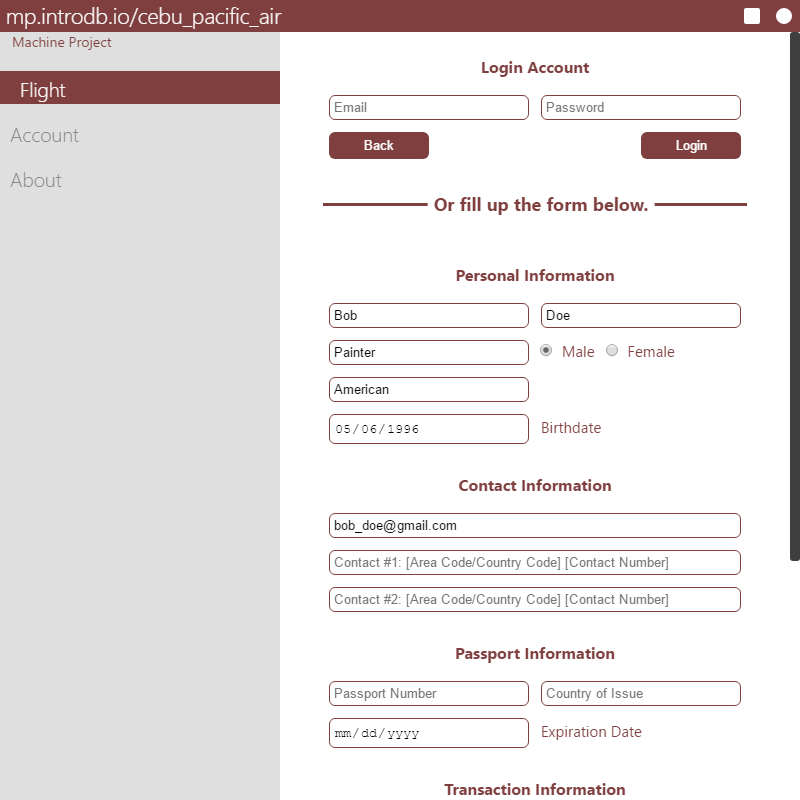 mp.introdb.io/cebu_pacific_air
Machine Project
Flight
Account
About
Login Account
Email Password
Back Login
Or fill up the form below.
Personal Information
Bob Doe
Painter Male Female
American
05/06/1996 Birthdate
Contact Information
bob_doe@gmail.com
Contact #1: [Area Code/Country Code] [Contact Number]
Contact #2: [Area Code/Country Code] [Contact Number]
Passport Information
Passport Number Country of Issue
mm/dd/yyyy Expiration Date
Transaction Information